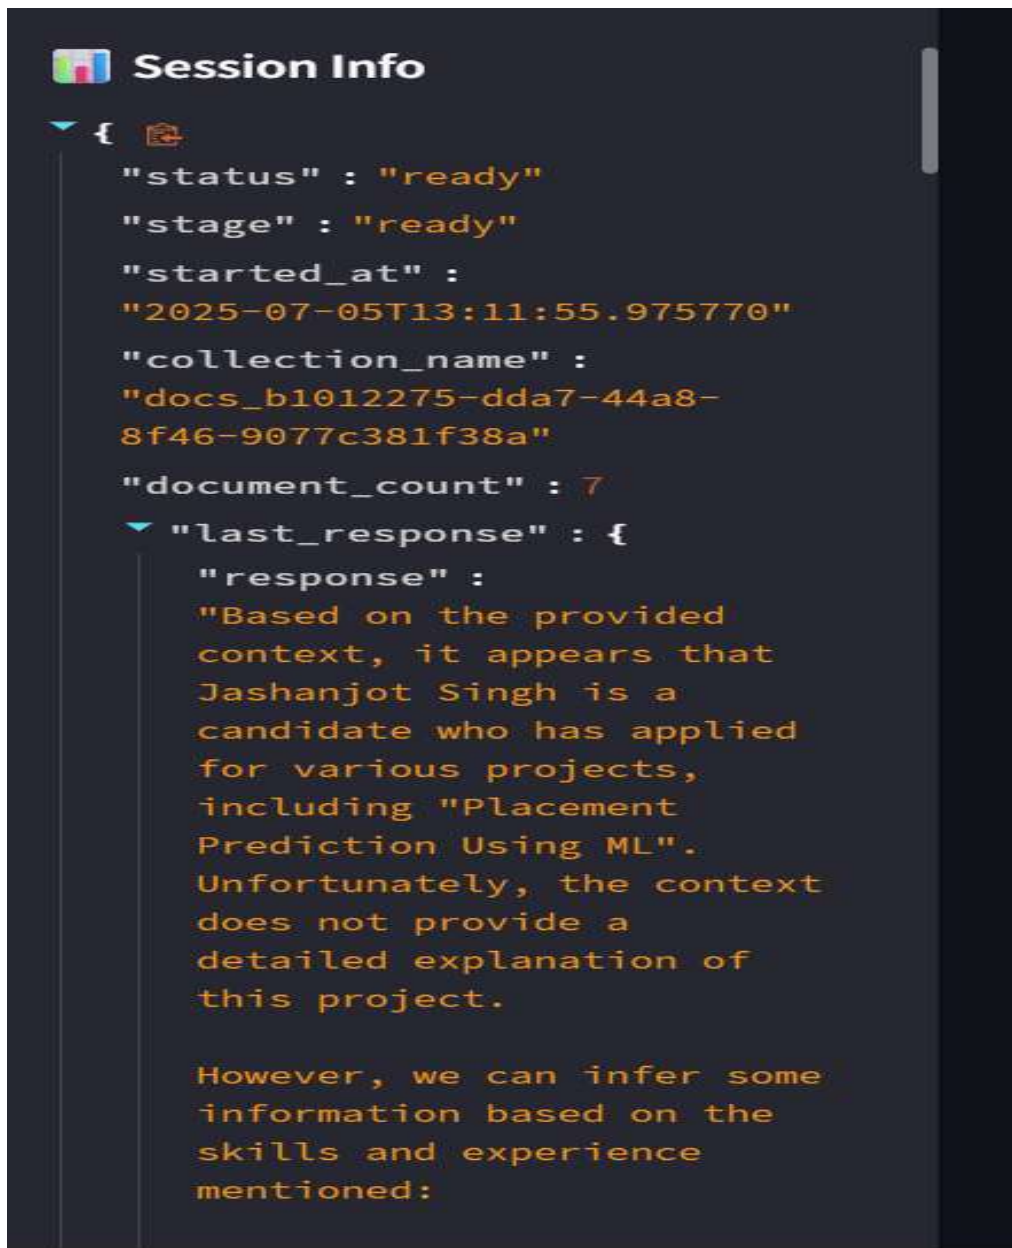 Session Info
{
"status" : "ready"
"stage" : "ready"
"started_at" :
"2025-07-05T13:11:55.975770"
"collection_name" :
"docs_b1012275-dda7-44a8-
8f46-9077c381f38a"
"document_count" : 7
"last_response" : {
"response" :
"Based on the provided
context, it appears that
Jashanjot Singh is a
candidate who has applied
for various projects,
including "Placement
Prediction Using ML".
Unfortunately, the context
does not provide a
detailed explanation of
this project.
However, we can infer some
information based on the
skills and experience
mentioned: